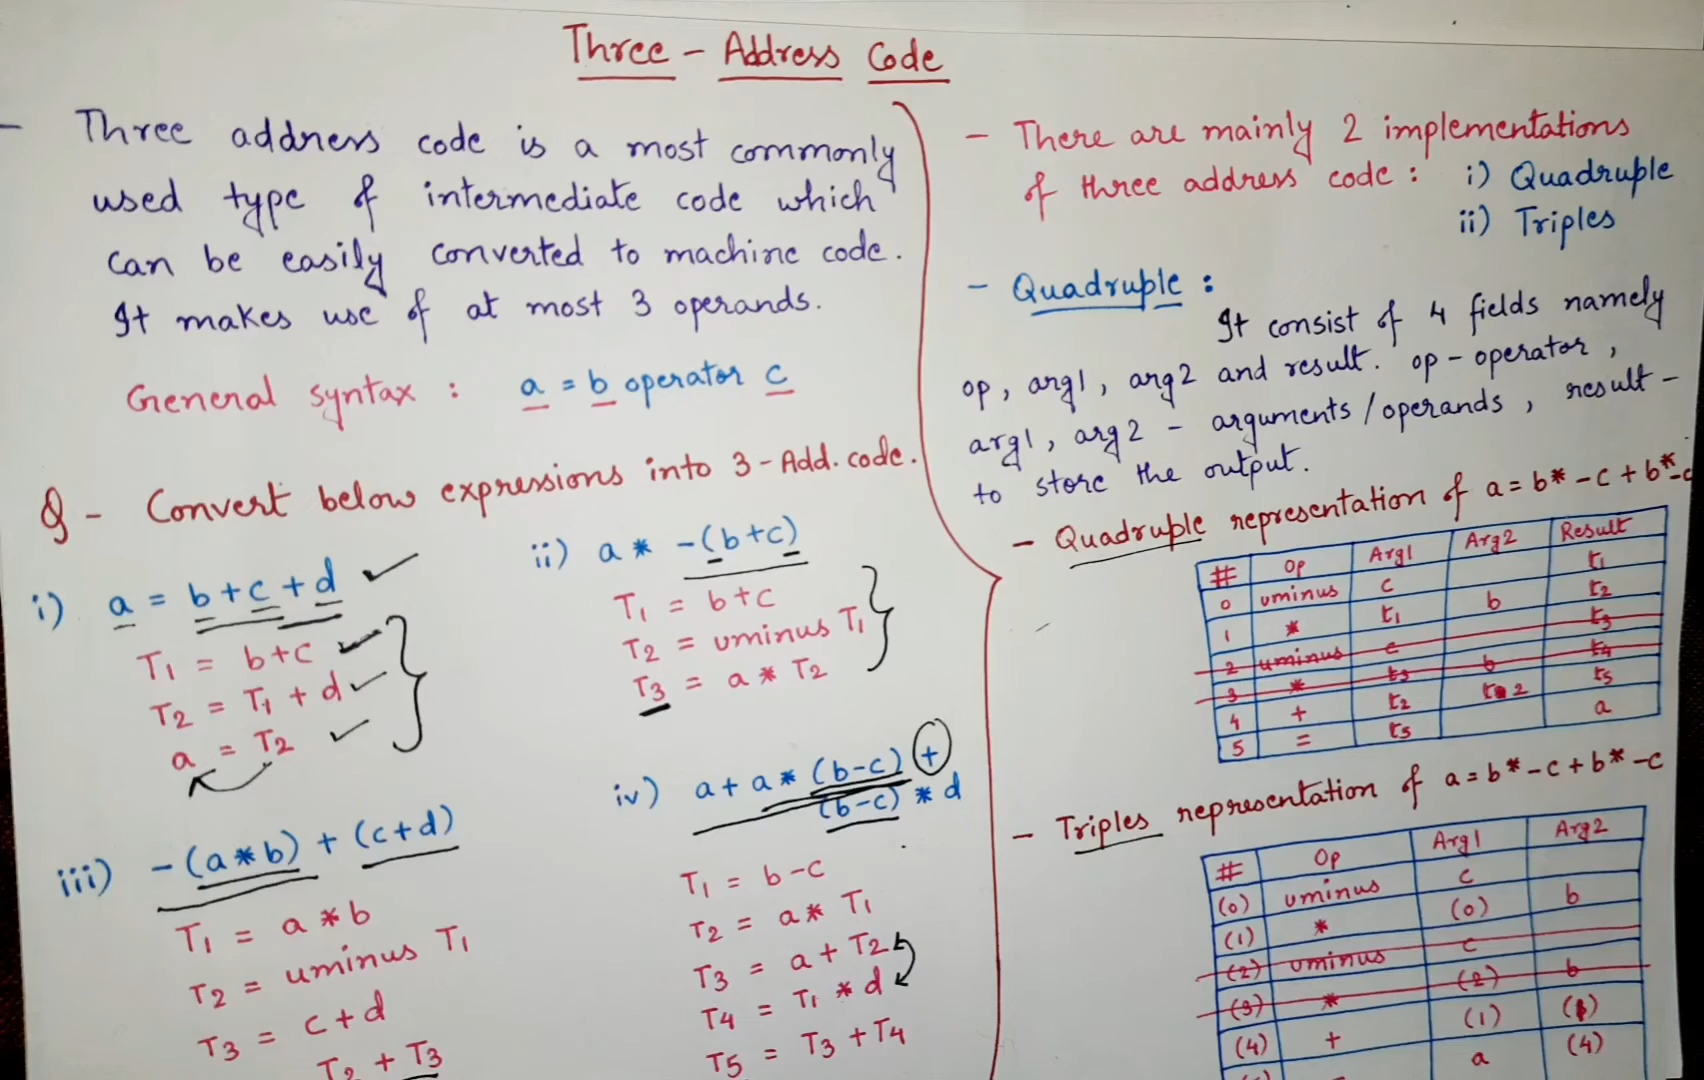 Three - Address Code
- Three address code is a most commonly
used type of intermediate code which
can be easily converted to machine code.
It makes use of at most 3 operands.
General syntax : a = b operator c
Q - Convert below expressions into 3-Add. code.
i) a = b + c + d
T1 = b+c
T2 = T1 + d
a = T2
ii) a * -(b+c)
T1 = b+c
T2 = uminus T1
T3 = a * T2
iii) -(a*b) + (c+d)
T1 = a * b
T2 = uminus T1
T3 = c+d
T2 + T3
iv) a + a * (b-c) +
(b-c) * d
T1 = b-c
T2 = a * T1
T3 = a + T2
T4 = T1 * d
T5 = T3 + T4
- There are mainly 2 implementations
of three address code : i) Quadruple
ii) Triples
- Quadruple :
It consist of 4 fields namely
op, arg1, arg2 and result. op - operator,
arg1, arg2 - arguments/operands, result -
to store the output.
- Quadruple representation of a = b* -c + b* -c
# Op Arg1 Arg2 Result
0 uminus c t1
1 * t1 b t2
2 uminus c t3
3 * t3 b t4
4 + t2 t2 t5
5 = t5 a
- Triples representation of a = b* -c + b* -c
# Op Arg1 Arg2
(0) uminus c
(1) * (0) b
(2) uminus c
(3) * (2) b
(4) + (1) (1)
= a (4)